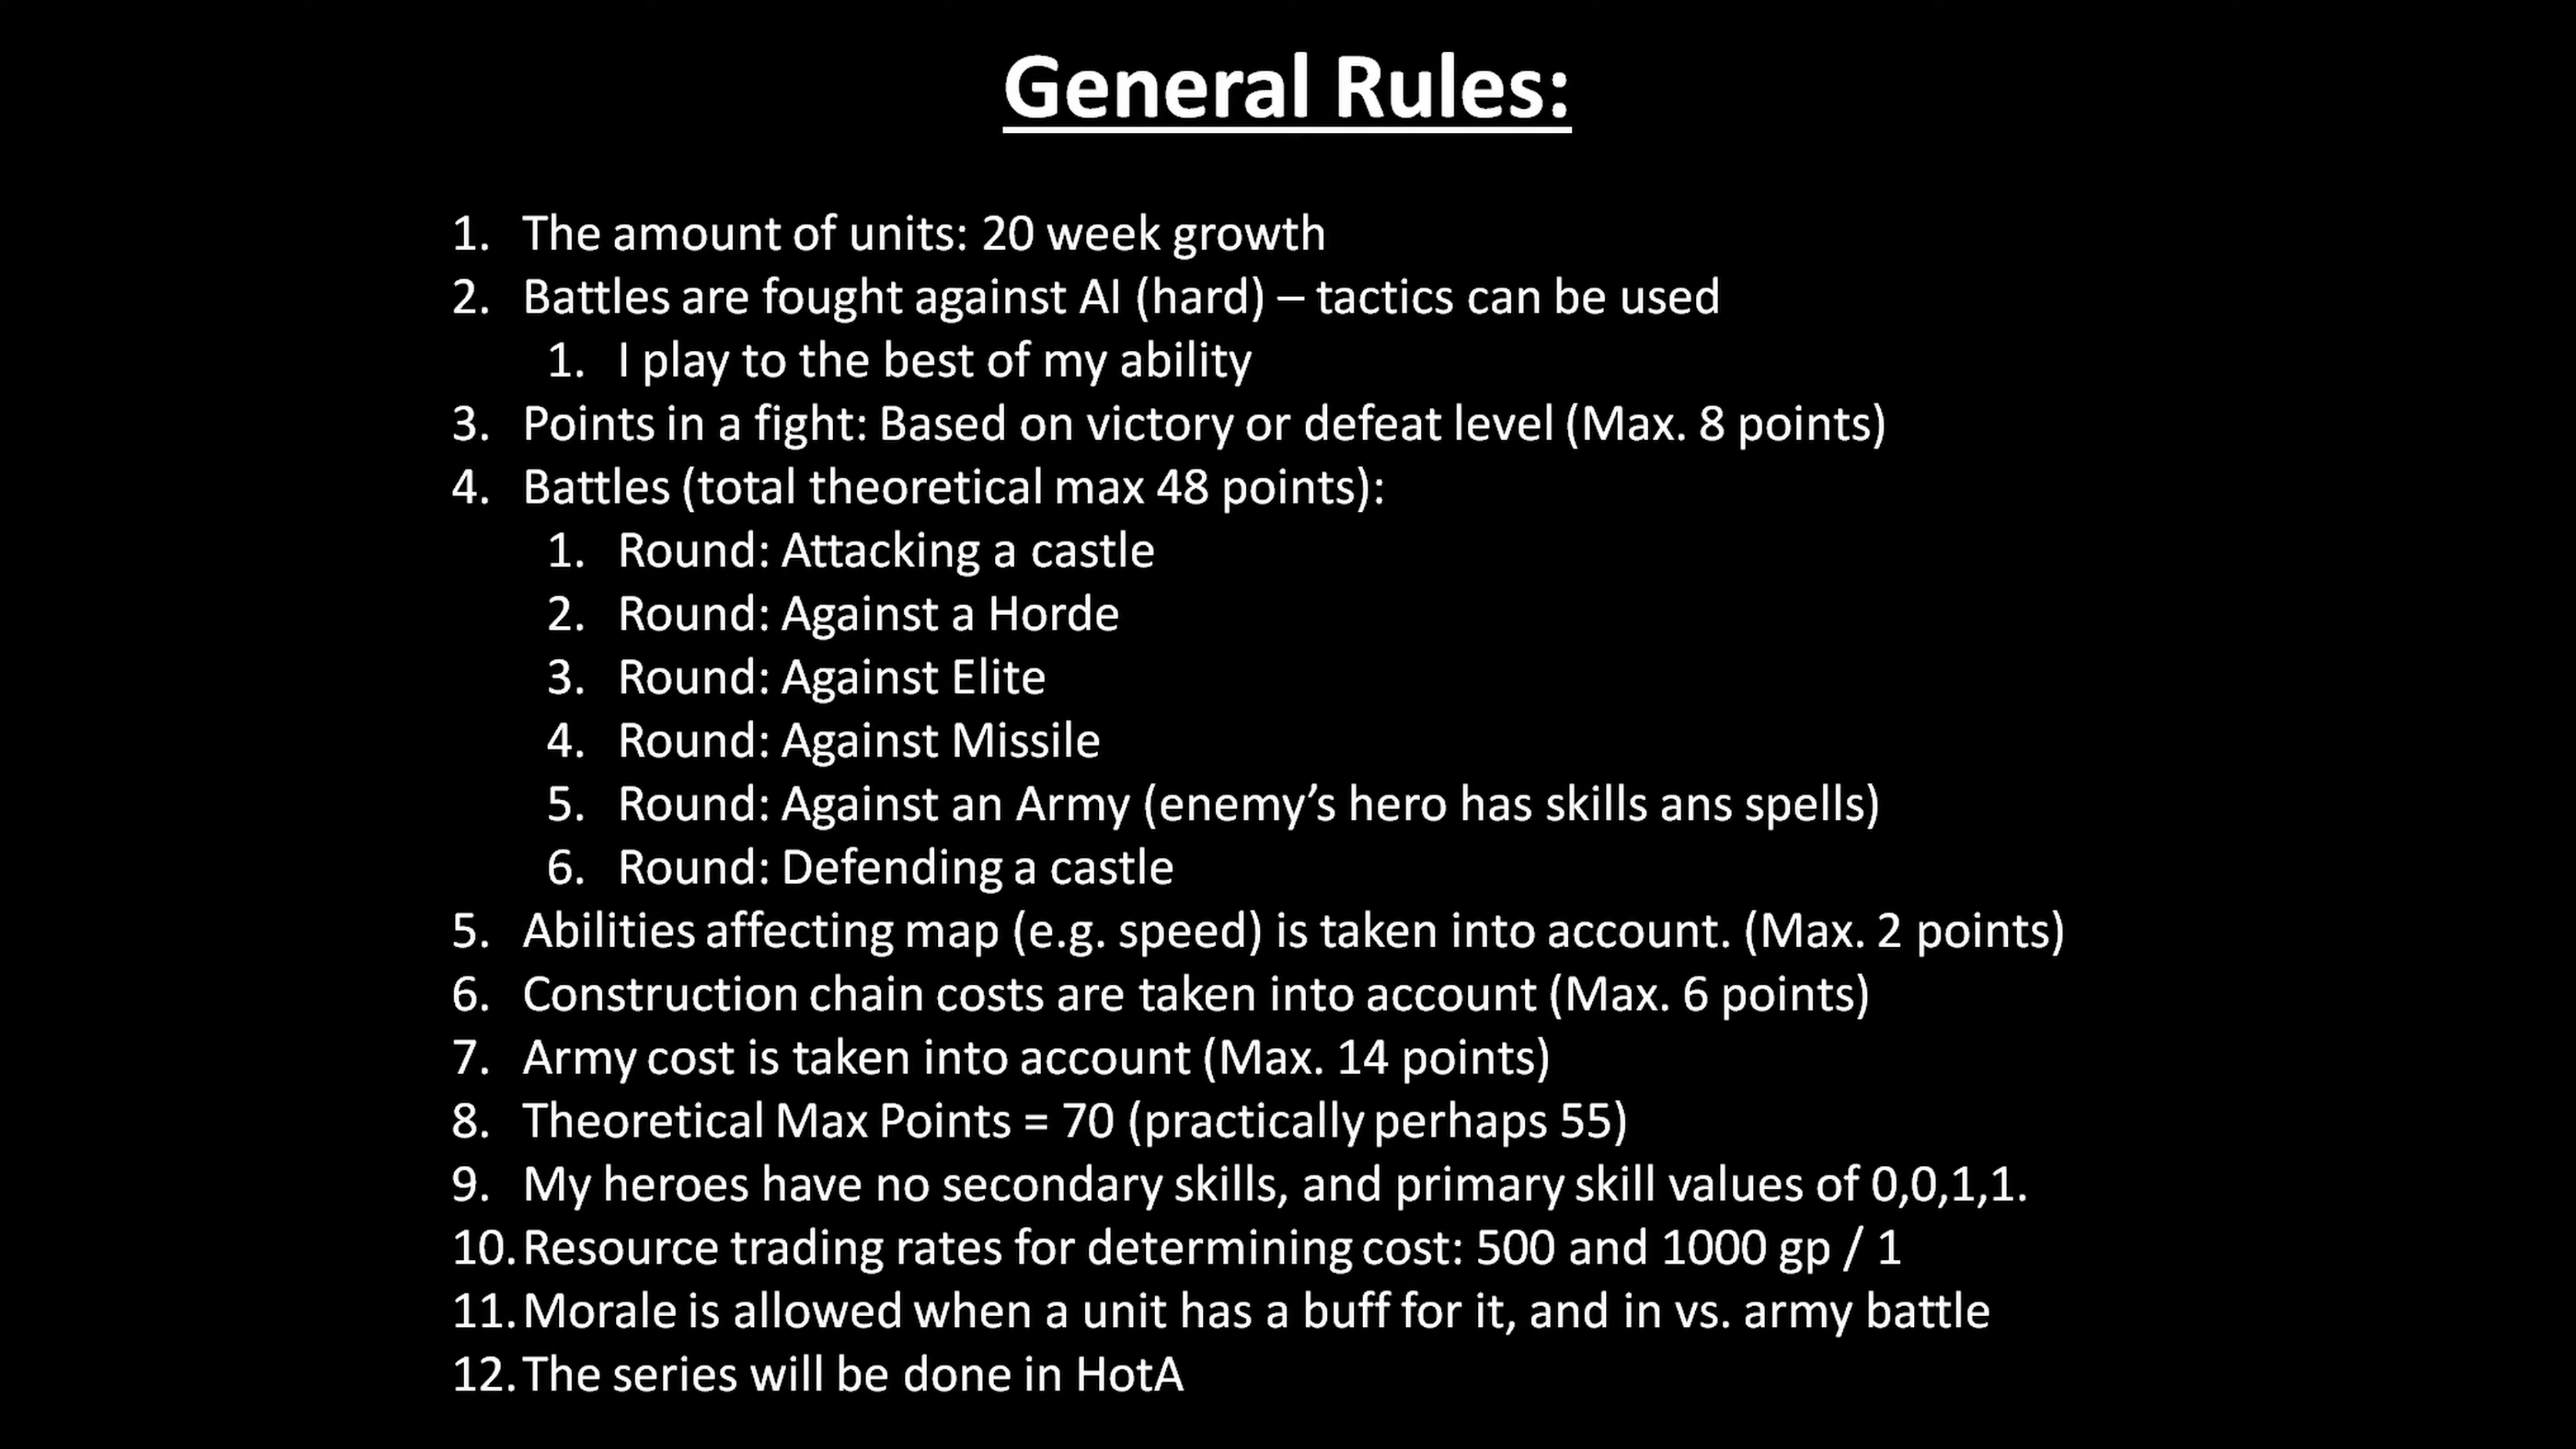 General Rules:
1. The amount of units: 20 week growth
2. Battles are fought against AI (hard) – tactics can be used
1. I play to the best of my ability
3. Points in a fight: Based on victory or defeat level (Max. 8 points)
4. Battles (total theoretical max 48 points):
1. Round: Attacking a castle
2. Round: Against a Horde
3. Round: Against Elite
4. Round: Against Missile
5. Round: Against an Army (enemy’s hero has skills ans spells)
6. Round: Defending a castle
5. Abilities affecting map (e.g. speed) is taken into account. (Max. 2 points)
6. Construction chain costs are taken into account (Max. 6 points)
7. Army cost is taken into account (Max. 14 points)
8. Theoretical Max Points = 70 (practically perhaps 55)
9. My heroes have no secondary skills, and primary skill values of 0,0,1,1.
10. Resource trading rates for determining cost: 500 and 1000 gp / 1
11. Morale is allowed when a unit has a buff for it, and in vs. army battle
12. The series will be done in HotA